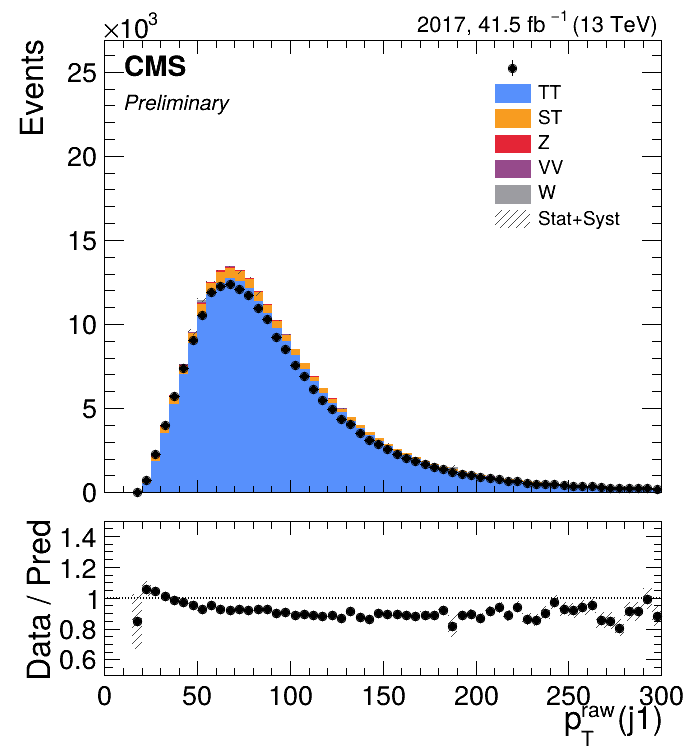 ×10³
2017, 41.5 fb⁻¹ (13 TeV)
CMS
Preliminary
Events
25
20
15
10
5
0
TT
ST
Z
VV
W
Stat+Syst
Data / Pred
1.4
1.2
1
0.8
0.6
0 50 100 150 200 250 300
p_T^raw (j1)